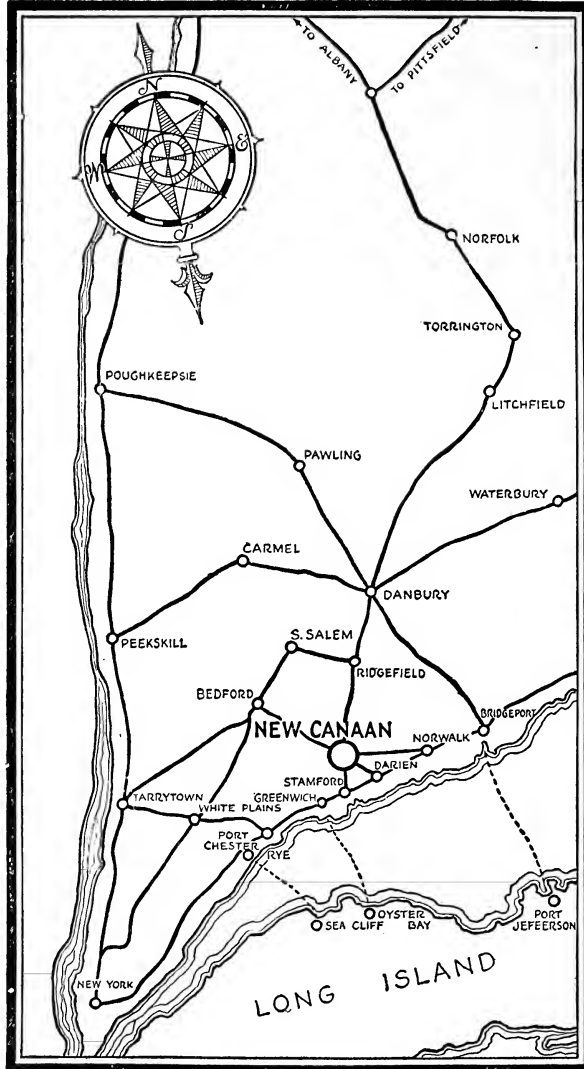 TO ALBANY
TO PITTSFIELD
N
E
W
S
NORFOLK
TORRINGTON
POUGHKEEPSIE
LITCHFIELD
PAWLING
WATERBURY
CARMEL
DANBURY
PEEKSKILL
S. SALEM
RIDGEFIELD
BEDFORD
BRIDGEPORT
NEW CANAAN
NORWALK
DARIEN
STAMFORD
GREENWICH
TARRYTOWN
WHITE PLAINS
PORT
CHESTER
RYE
SEA CLIFF
OYSTER
BAY
PORT
JEFFERSON
NEW YORK
LONG ISLAND